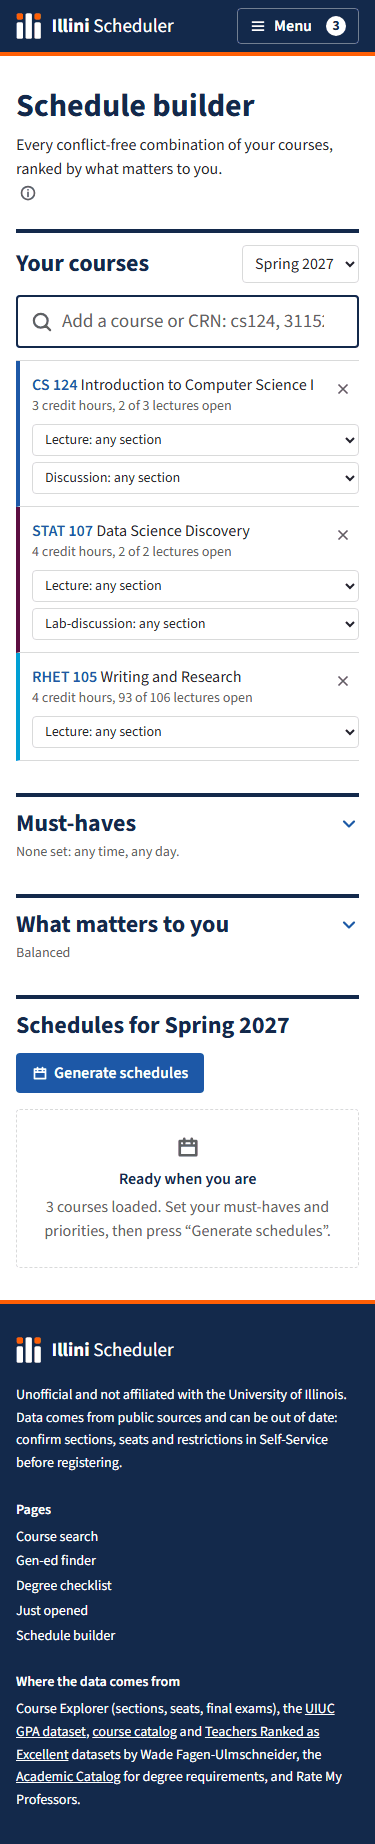 Illini Scheduler
Menu 3
Schedule builder
Every conflict-free combination of your courses,
ranked by what matters to you.
Your courses
Spring 2027
Add a course or CRN: cs124, 3115
CS 124 Introduction to Computer Science I
3 credit hours, 2 of 3 lectures open
Lecture: any section
Discussion: any section
STAT 107 Data Science Discovery
4 credit hours, 2 of 2 lectures open
Lecture: any section
Lab-discussion: any section
RHET 105 Writing and Research
4 credit hours, 93 of 106 lectures open
Lecture: any section
Must-haves
None set: any time, any day.
What matters to you
Balanced
Schedules for Spring 2027
Generate schedules
Ready when you are
3 courses loaded. Set your must-haves and
priorities, then press “Generate schedules”.
Illini Scheduler
Unofficial and not affiliated with the University of Illinois.
Data comes from public sources and can be out of date:
confirm sections, seats and restrictions in Self-Service
before registering.
Pages
Course search
Gen-ed finder
Degree checklist
Just opened
Schedule builder
Where the data comes from
Course Explorer (sections, seats, final exams), the UIUC
GPA dataset, course catalog and Teachers Ranked as
Excellent datasets by Wade Fagen-Ulmschneider, the
Academic Catalog for degree requirements, and Rate My
Professors.